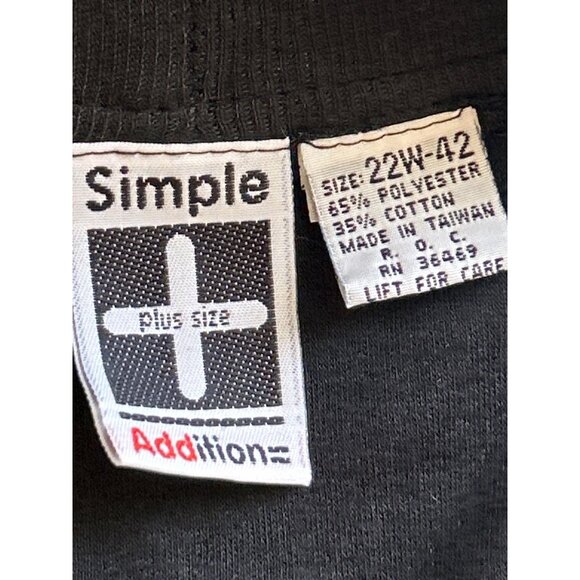 Simple
plus size
Addition=
SIZE: 22W-42
65% POLYESTER
35% COTTON
MADE IN TAIWAN
R. O. C.
RN 36469
LIFT FOR CARE